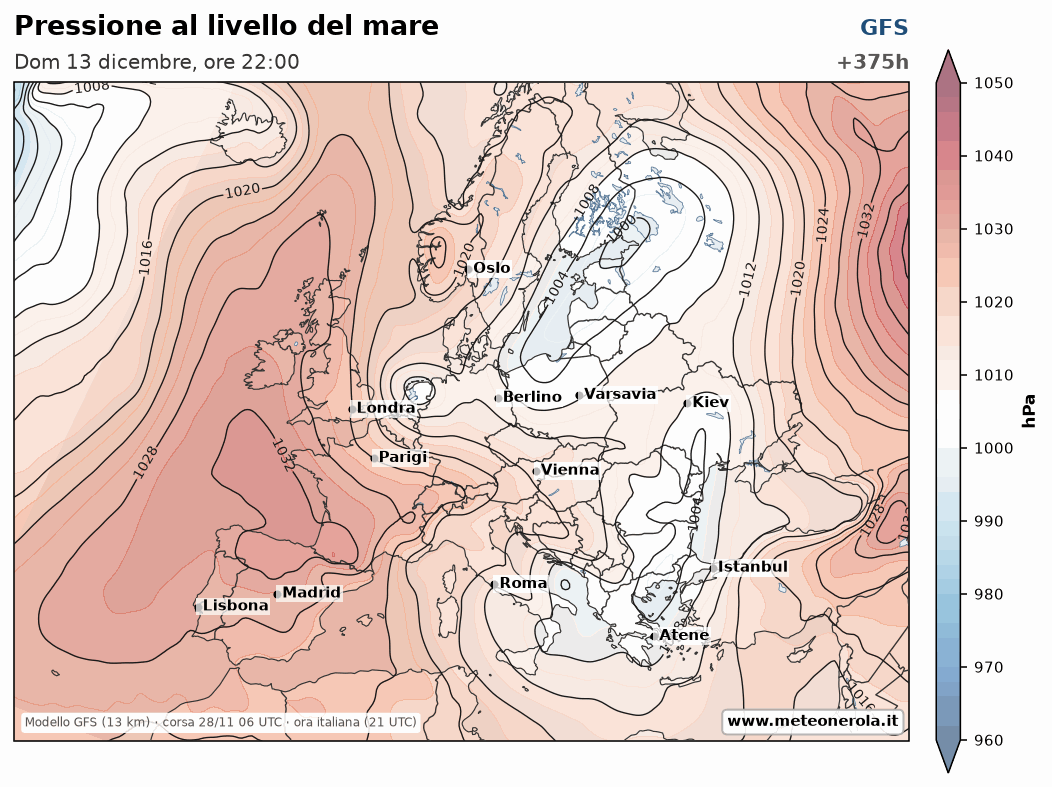 Pressione al livello del mare
GFS
Dom 13 dicembre, ore 22:00
+375h
1008
1050
1040
1030
1020
1010
1000
990
980
970
960
hPa
1020
1016
1008
1000
1024
1032
1020
1004
1012
1020
Oslo
Berlino
Varsavia
Kiev
Londra
1028
1032
Parigi
Vienna
1004
1028
Istanbul
Roma
Madrid
Lisbona
Atene
1016
Modello GFS (13 km) · corsa 28/11 06 UTC · ora italiana (21 UTC)
www.meteonerola.it